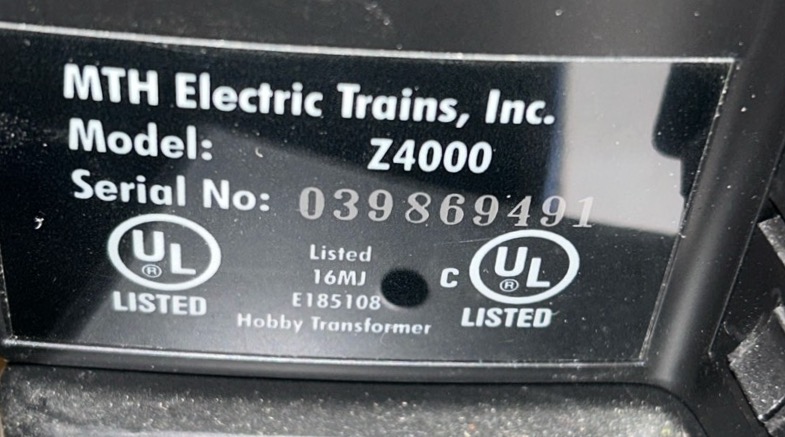 MTH Electric Trains, Inc.
Model: Z4000
Serial No: 039869491
UL ® LISTED
Listed
16MJ
E185108
Hobby Transformer
C UL ® LISTED